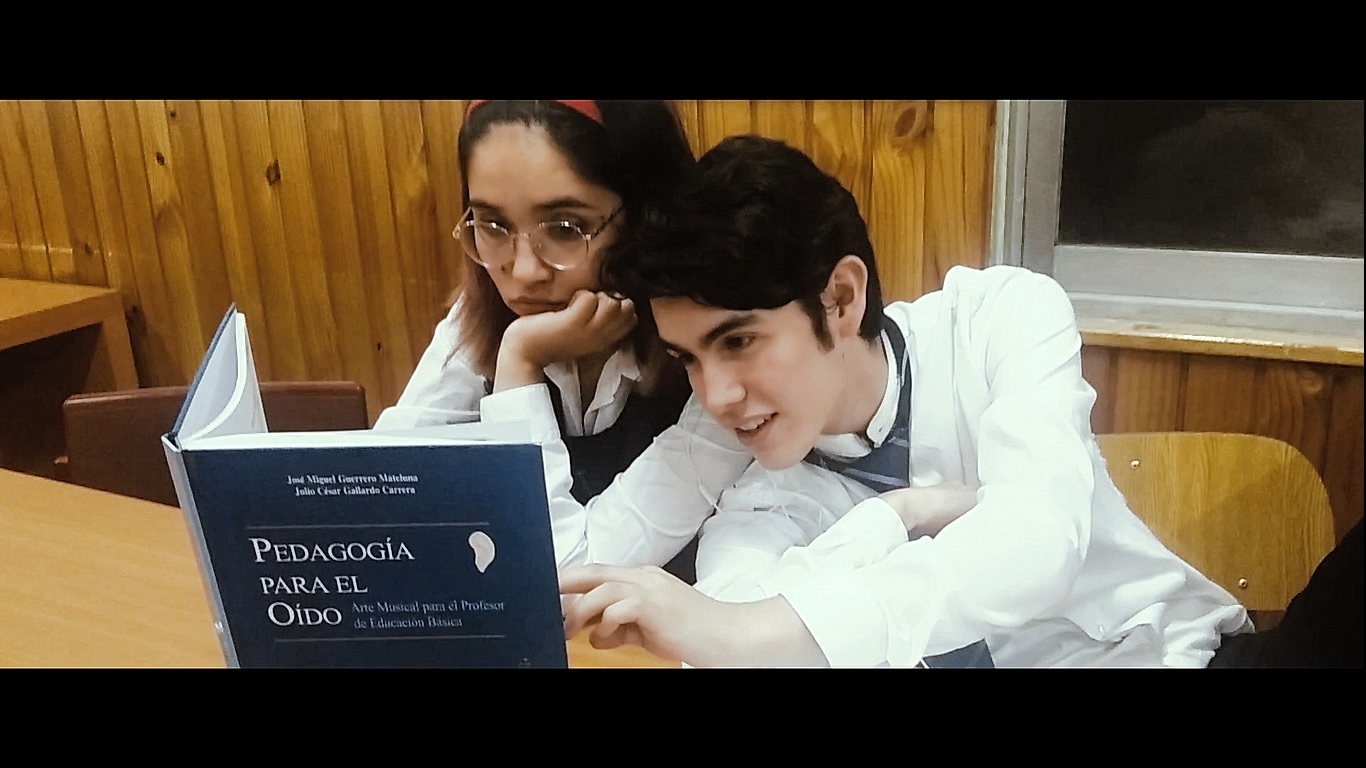 José Miguel Guerrero Mateluna
Julio César Gallardo Carrera
PEDAGOGÍA
PARA EL
OÍDO
Arte Musical para el Profesor
de Educación Básica